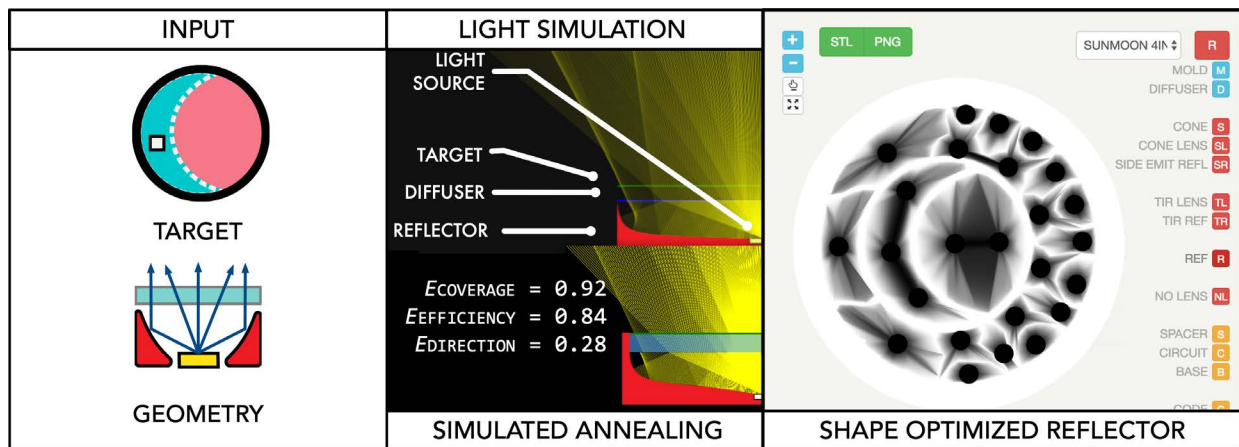 INPUT
TARGET
GEOMETRY
LIGHT SIMULATION
LIGHT
SOURCE
TARGET
DIFFUSER
REFLECTOR
ECOVERAGE = 0.92
EEFFICIENCY = 0.84
EDIRECTION = 0.28
SIMULATED ANNEALING
+
−
STL PNG
SUNMOON 4IN
R
MOLD M
DIFFUSER D
CONE S
CONE LENS SL
SIDE EMIT REFL SR
TIR LENS TL
TIR REF TR
REF R
NO LENS NL
SPACER S
CIRCUIT C
BASE B
CODE C
SHAPE OPTIMIZED REFLECTOR